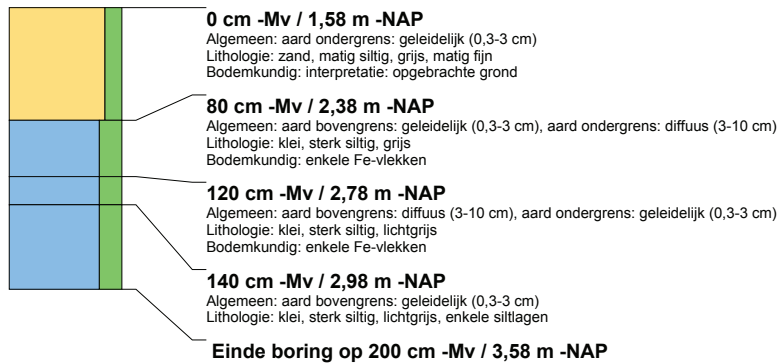 0 cm -Mv / 1,58 m -NAP
Algemeen: aard ondergrens: geleidelijk (0,3-3 cm)
Lithologie: zand, matig siltig, grijs, matig fijn
Bodemkundig: interpretatie: opgebrachte grond
80 cm -Mv / 2,38 m -NAP
Algemeen: aard bovengrens: geleidelijk (0,3-3 cm), aard ondergrens: diffuus (3-10 cm)
Lithologie: klei, sterk siltig, grijs
Bodemkundig: enkele Fe-vlekken
120 cm -Mv / 2,78 m -NAP
Algemeen: aard bovengrens: diffuus (3-10 cm), aard ondergrens: geleidelijk (0,3-3 cm)
Lithologie: klei, sterk siltig, lichtgrijs
Bodemkundig: enkele Fe-vlekken
140 cm -Mv / 2,98 m -NAP
Algemeen: aard bovengrens: geleidelijk (0,3-3 cm)
Lithologie: klei, sterk siltig, lichtgrijs, enkele siltlagen
Einde boring op 200 cm -Mv / 3,58 m -NAP